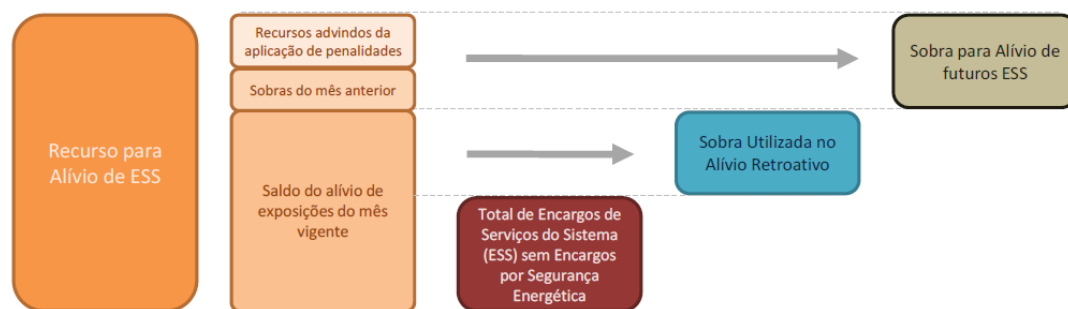 Recurso para
Alívio de ESS
Recursos advindos da
aplicação de penalidades
Sobras do mês anterior
Saldo do alívio de
exposições do mês
vigente
Total de Encargos de
Serviços do Sistema
(ESS) sem Encargos
por Segurança
Energética
Sobra Utilizada no
Alívio Retroativo
Sobra para Alívio de
futuros ESS